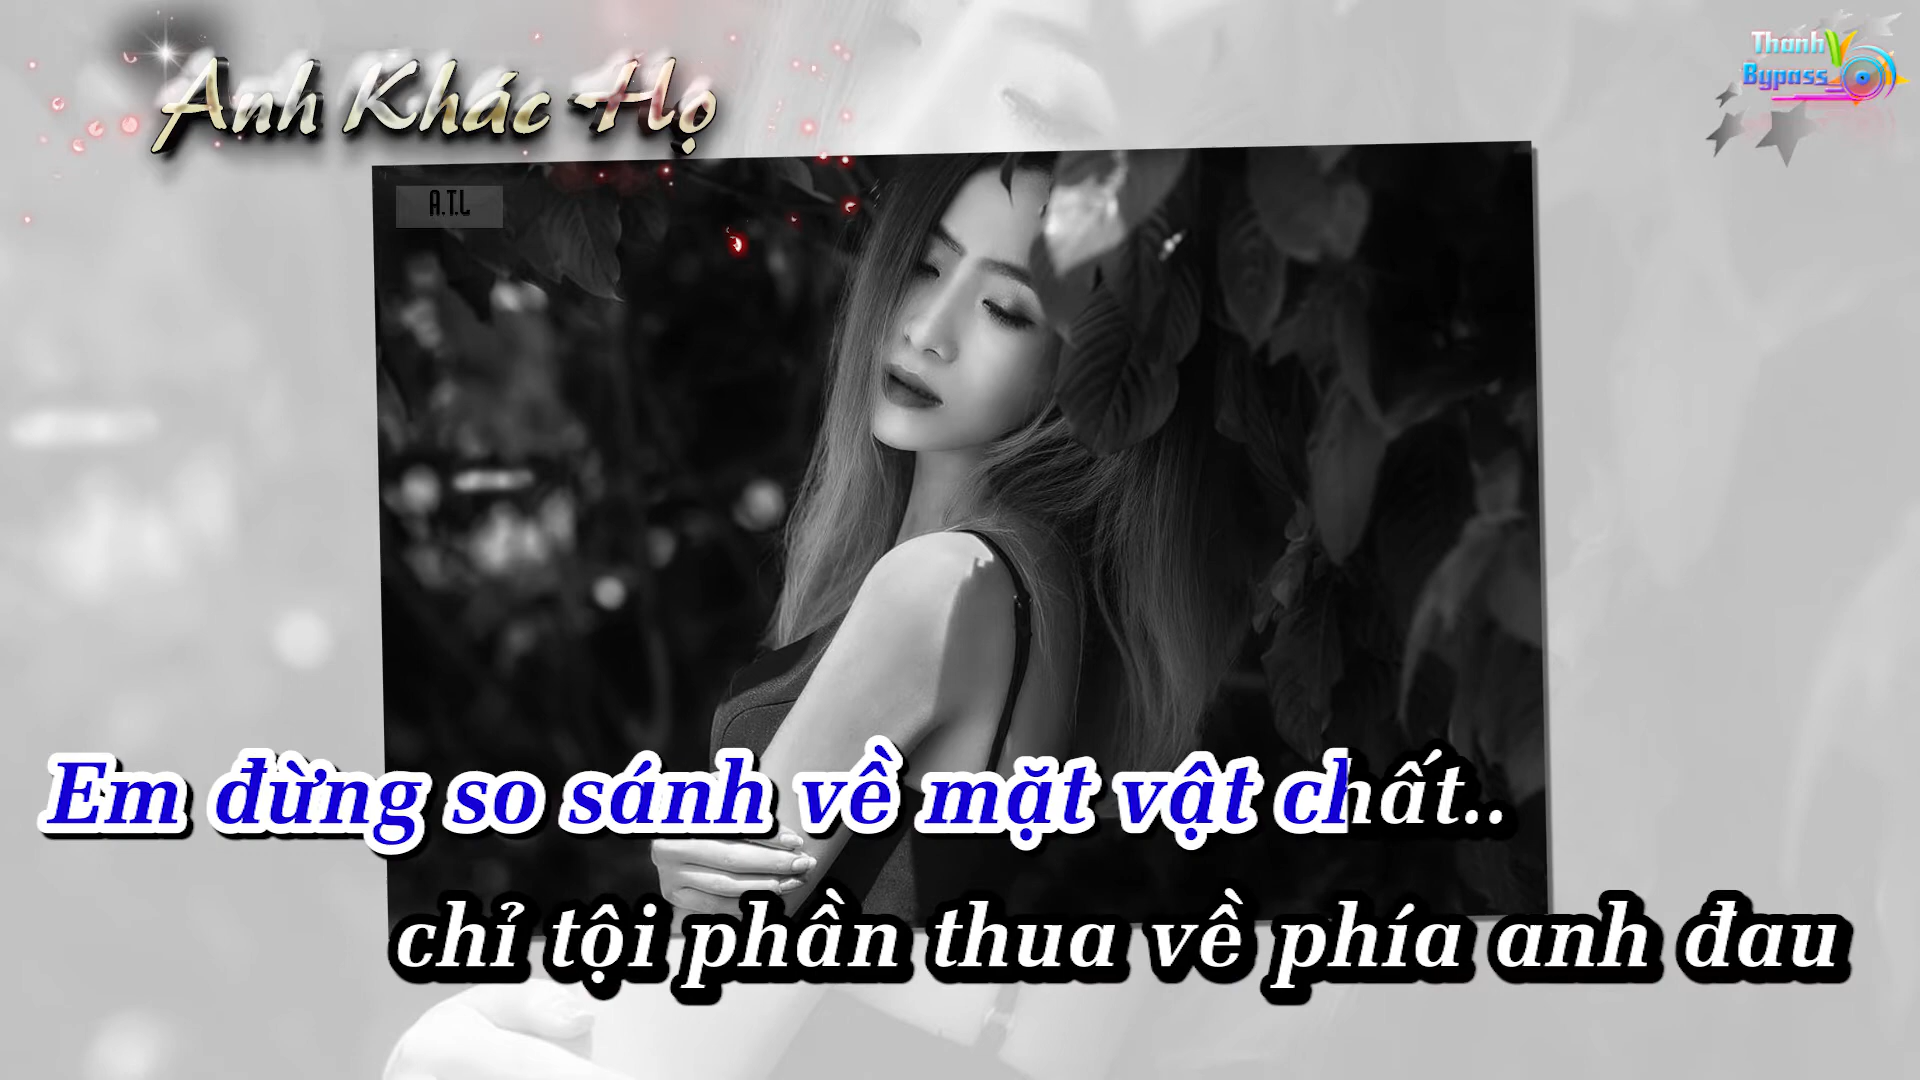 Anh Khác Họ
Thanh
Bypass
A.T.L
Em đừng so sánh về mặt vật chất..
chỉ tội phần thua về phía anh đau